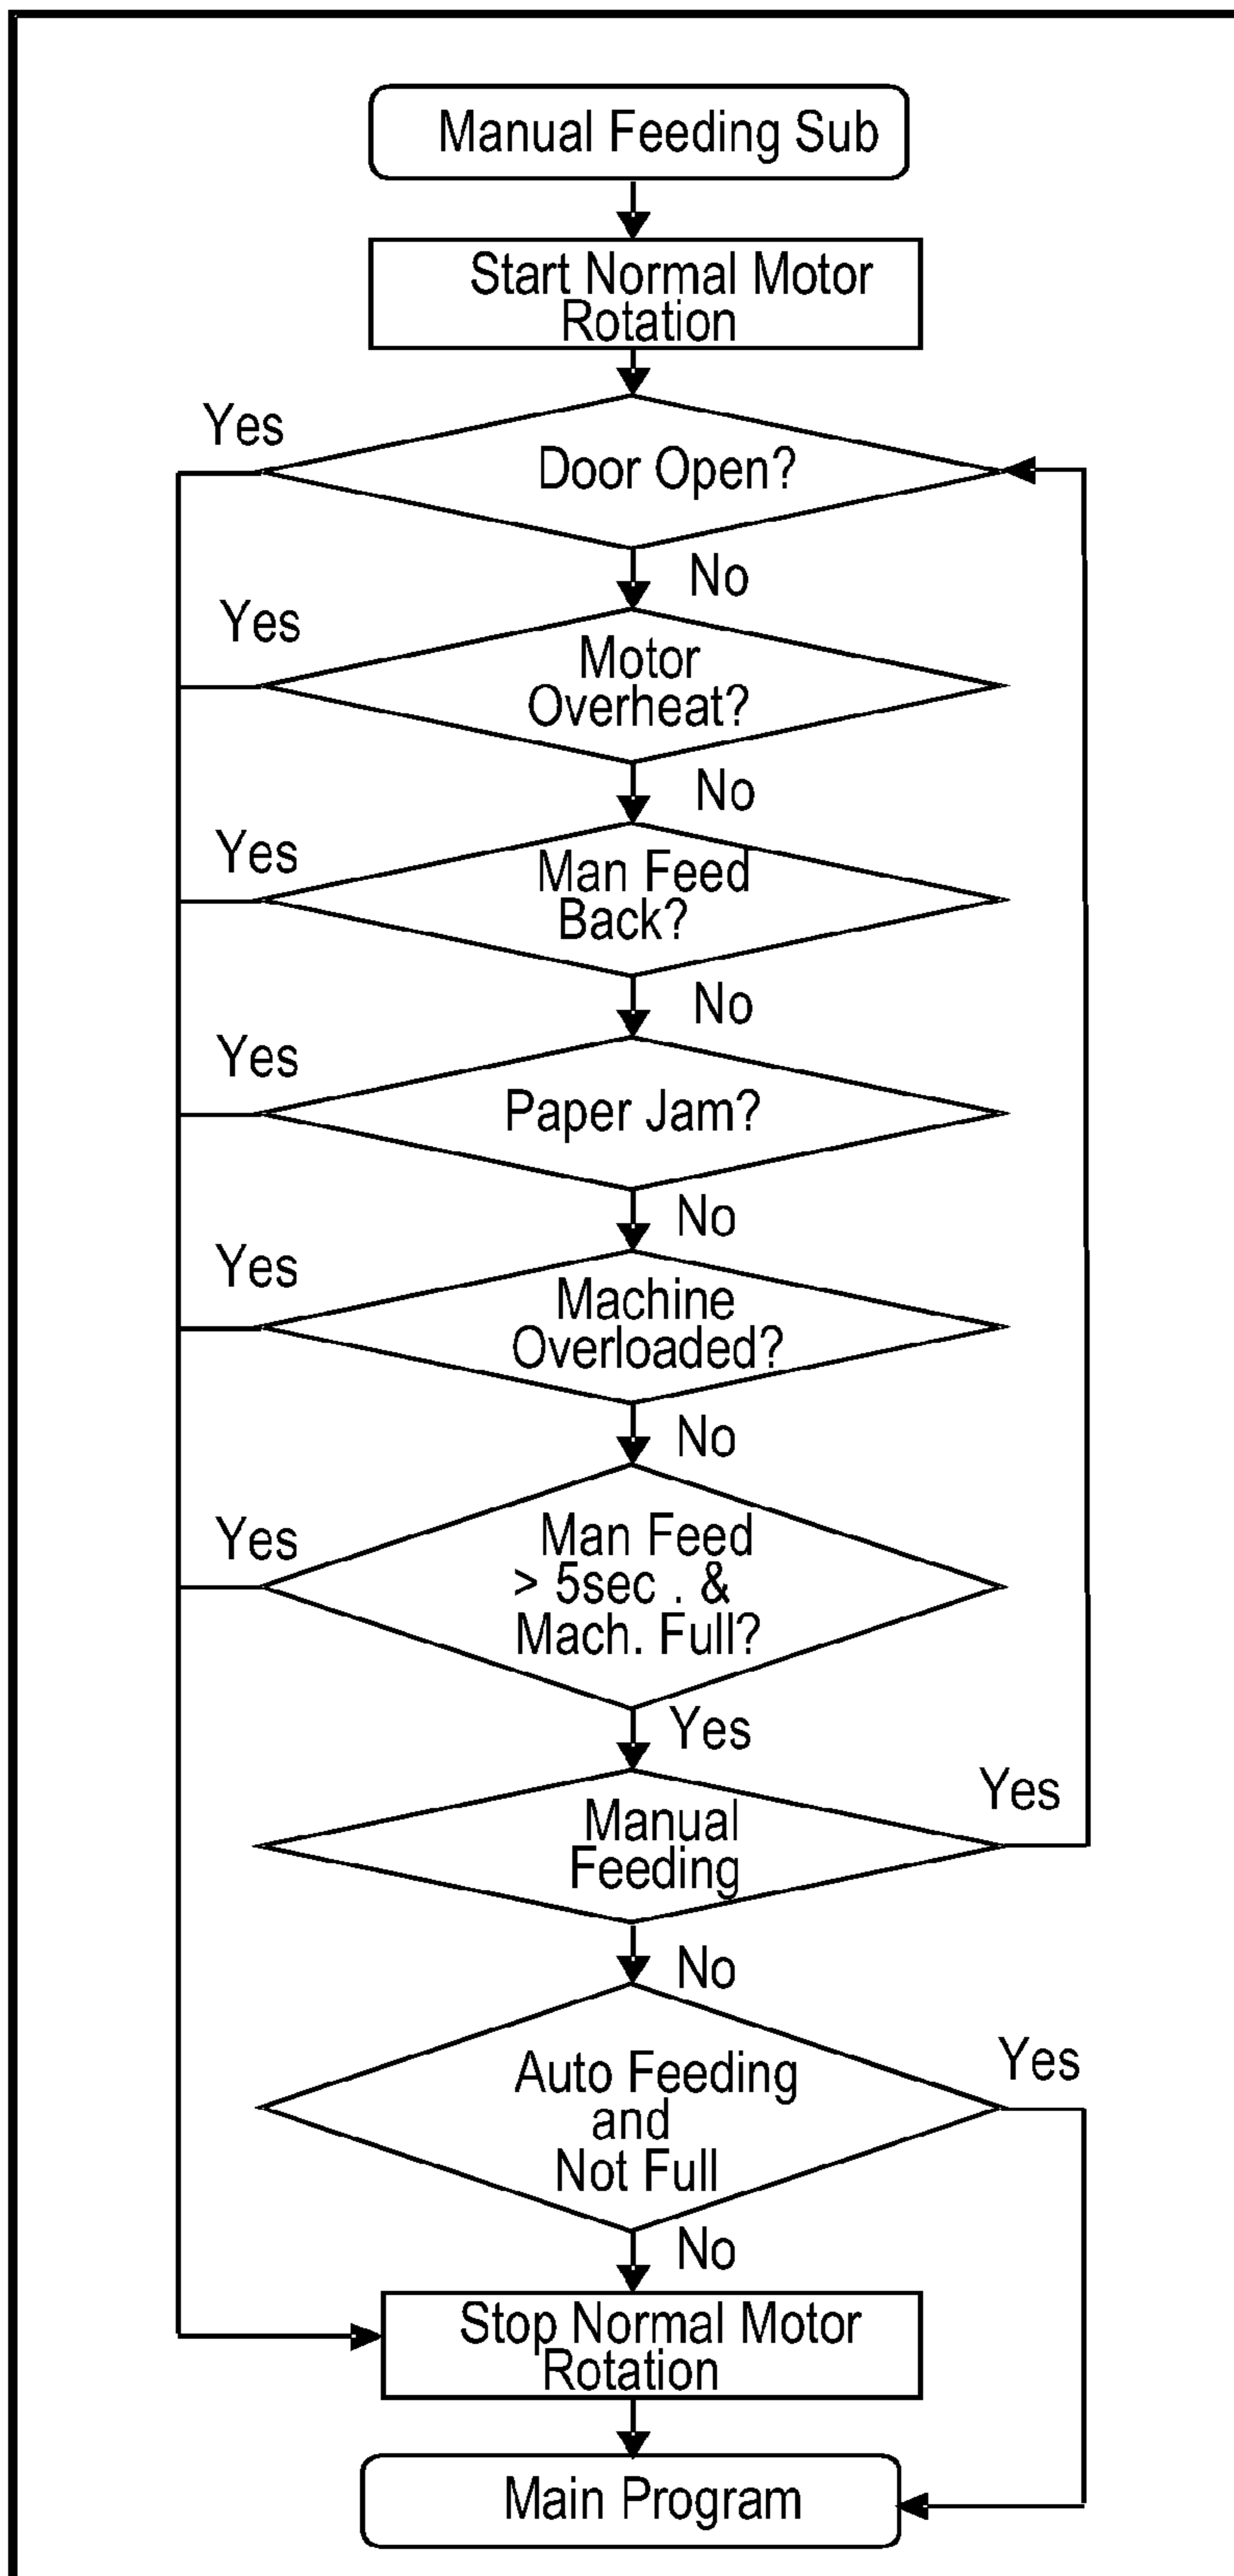 Manual Feeding Sub
Start Normal Motor
Rotation
Yes
Door Open?
No
Yes
Motor
Overheat?
No
Yes
Man Feed
Back?
No
Yes
Paper Jam?
No
Yes
Machine
Overloaded?
No
Yes
Man Feed
> 5sec . &
Mach. Full?
Yes
Yes
Manual
Feeding
No
Yes
Auto Feeding
and
Not Full
No
Stop Normal Motor
Rotation
Main Program